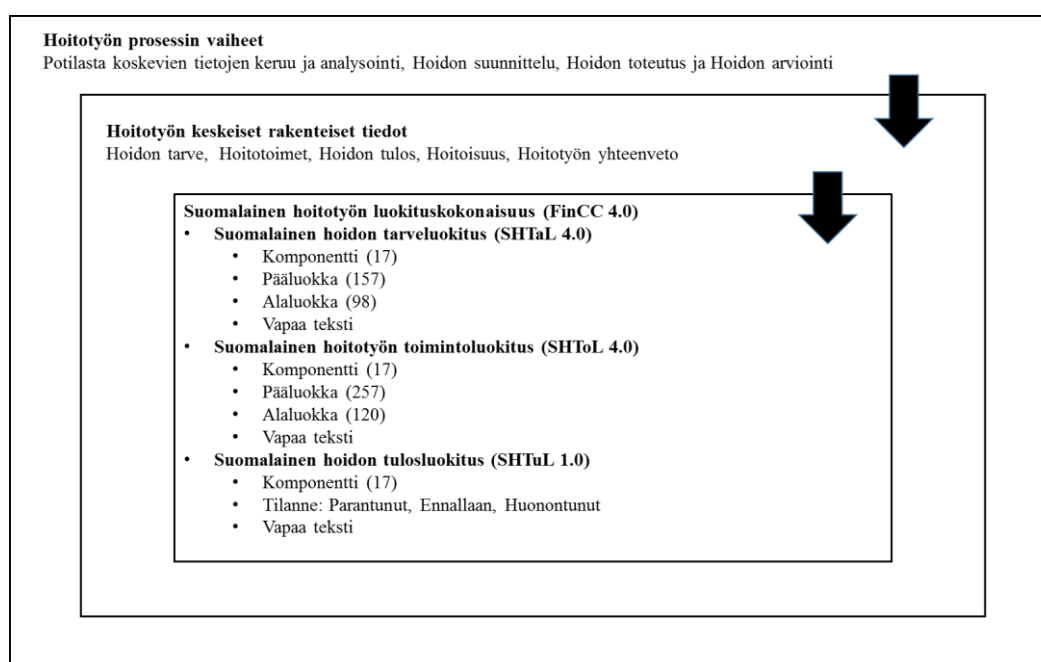 Hoitotyön prosessin vaiheet
Potilasta koskevien tietojen keruu ja analysointi, Hoidon suunnittelu, Hoidon toteutus ja Hoidon arviointi
Hoitotyön keskeiset rakenteiset tiedot
Hoidon tarve, Hoitotoimet, Hoidon tulos, Hoitoisuus, Hoitotyön yhteenveto
Suomalainen hoitotyön luokituskokonaisuus (FinCC 4.0)
• Suomalainen hoidon tarveluokitus (SHTaL 4.0)
• Komponentti (17)
• Pääluokka (157)
• Alaluokka (98)
• Vapaa teksti
• Suomalainen hoitotyön toimintoluokitus (SHToL 4.0)
• Komponentti (17)
• Pääluokka (257)
• Alaluokka (120)
• Vapaa teksti
• Suomalainen hoidon tulosluokitus (SHTuL 1.0)
• Komponentti (17)
• Tilanne: Parantunut, Ennallaan, Huonontunut
• Vapaa teksti